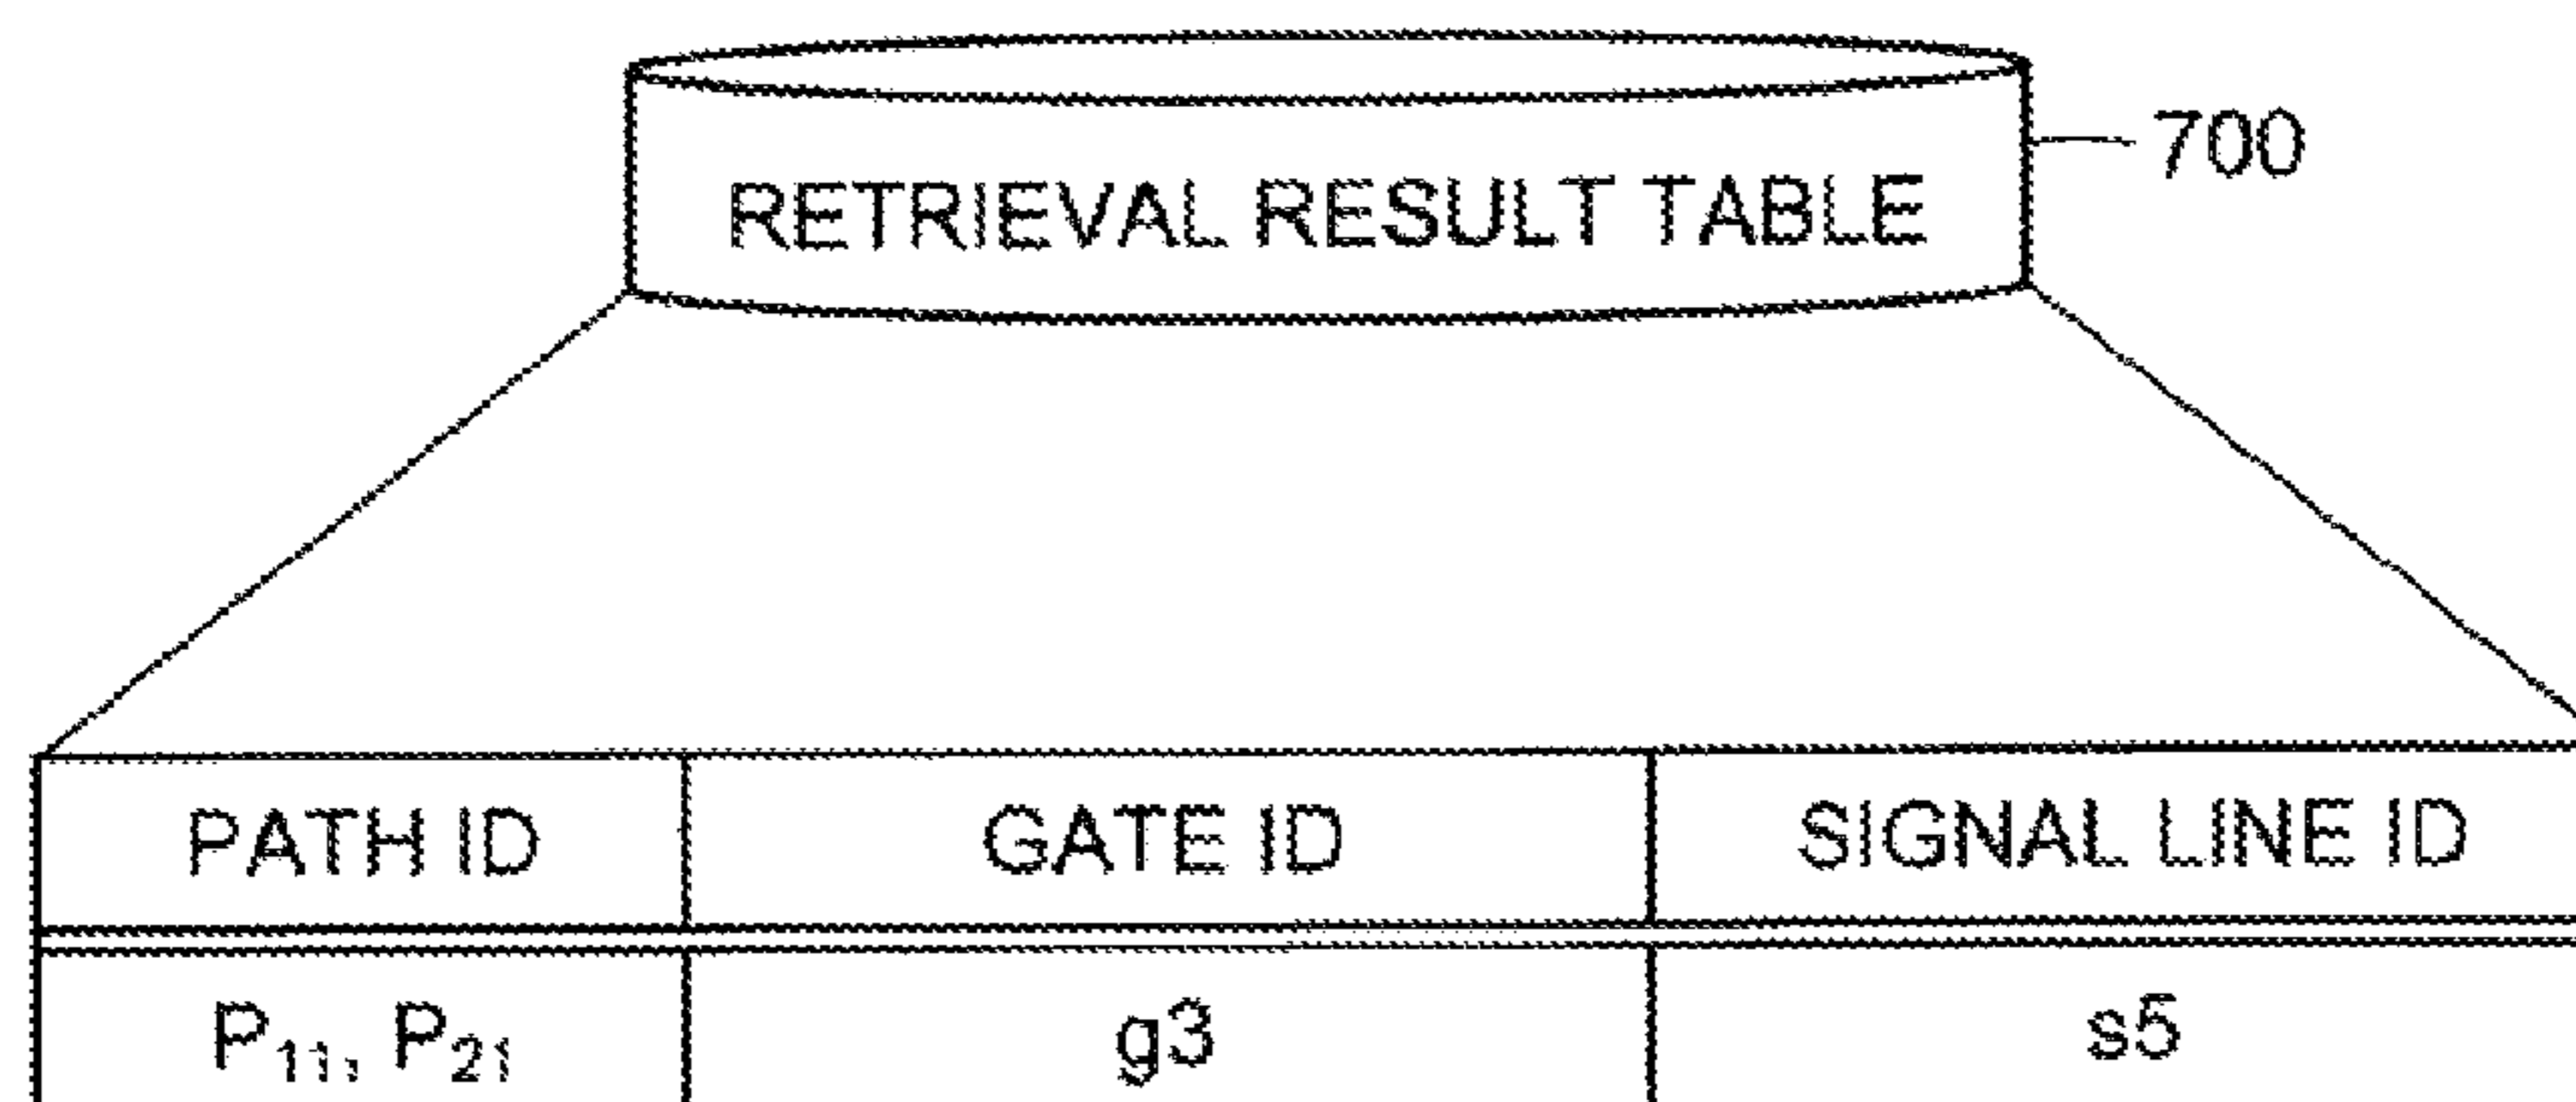 700
RETRIEVAL RESULT TABLE
PATH ID GATE ID SIGNAL LINE ID
P₁₁, P₂₁ g3 s5